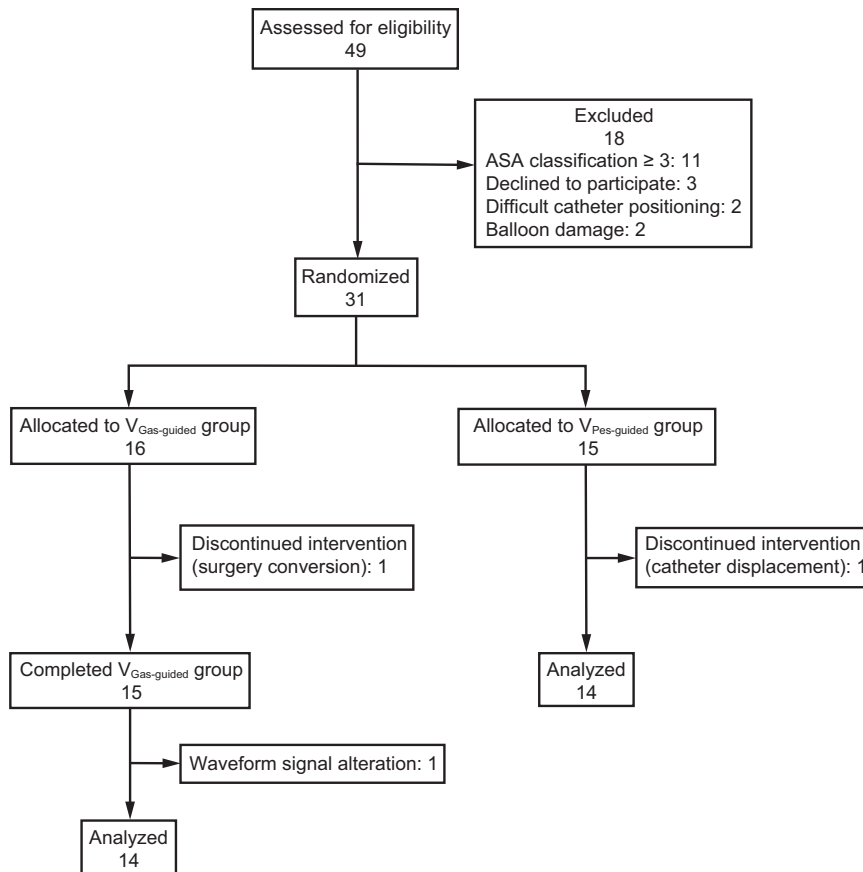 Assessed for eligibility
49
Excluded
18
ASA classification ≥ 3: 11
Declined to participate: 3
Difficult catheter positioning: 2
Balloon damage: 2
Randomized
31
Allocated to VGas-guided group
16
Allocated to VPes-guided group
15
Discontinued intervention
(surgery conversion): 1
Discontinued intervention
(catheter displacement): 1
Completed VGas-guided group
15
Analyzed
14
Waveform signal alteration: 1
Analyzed
14